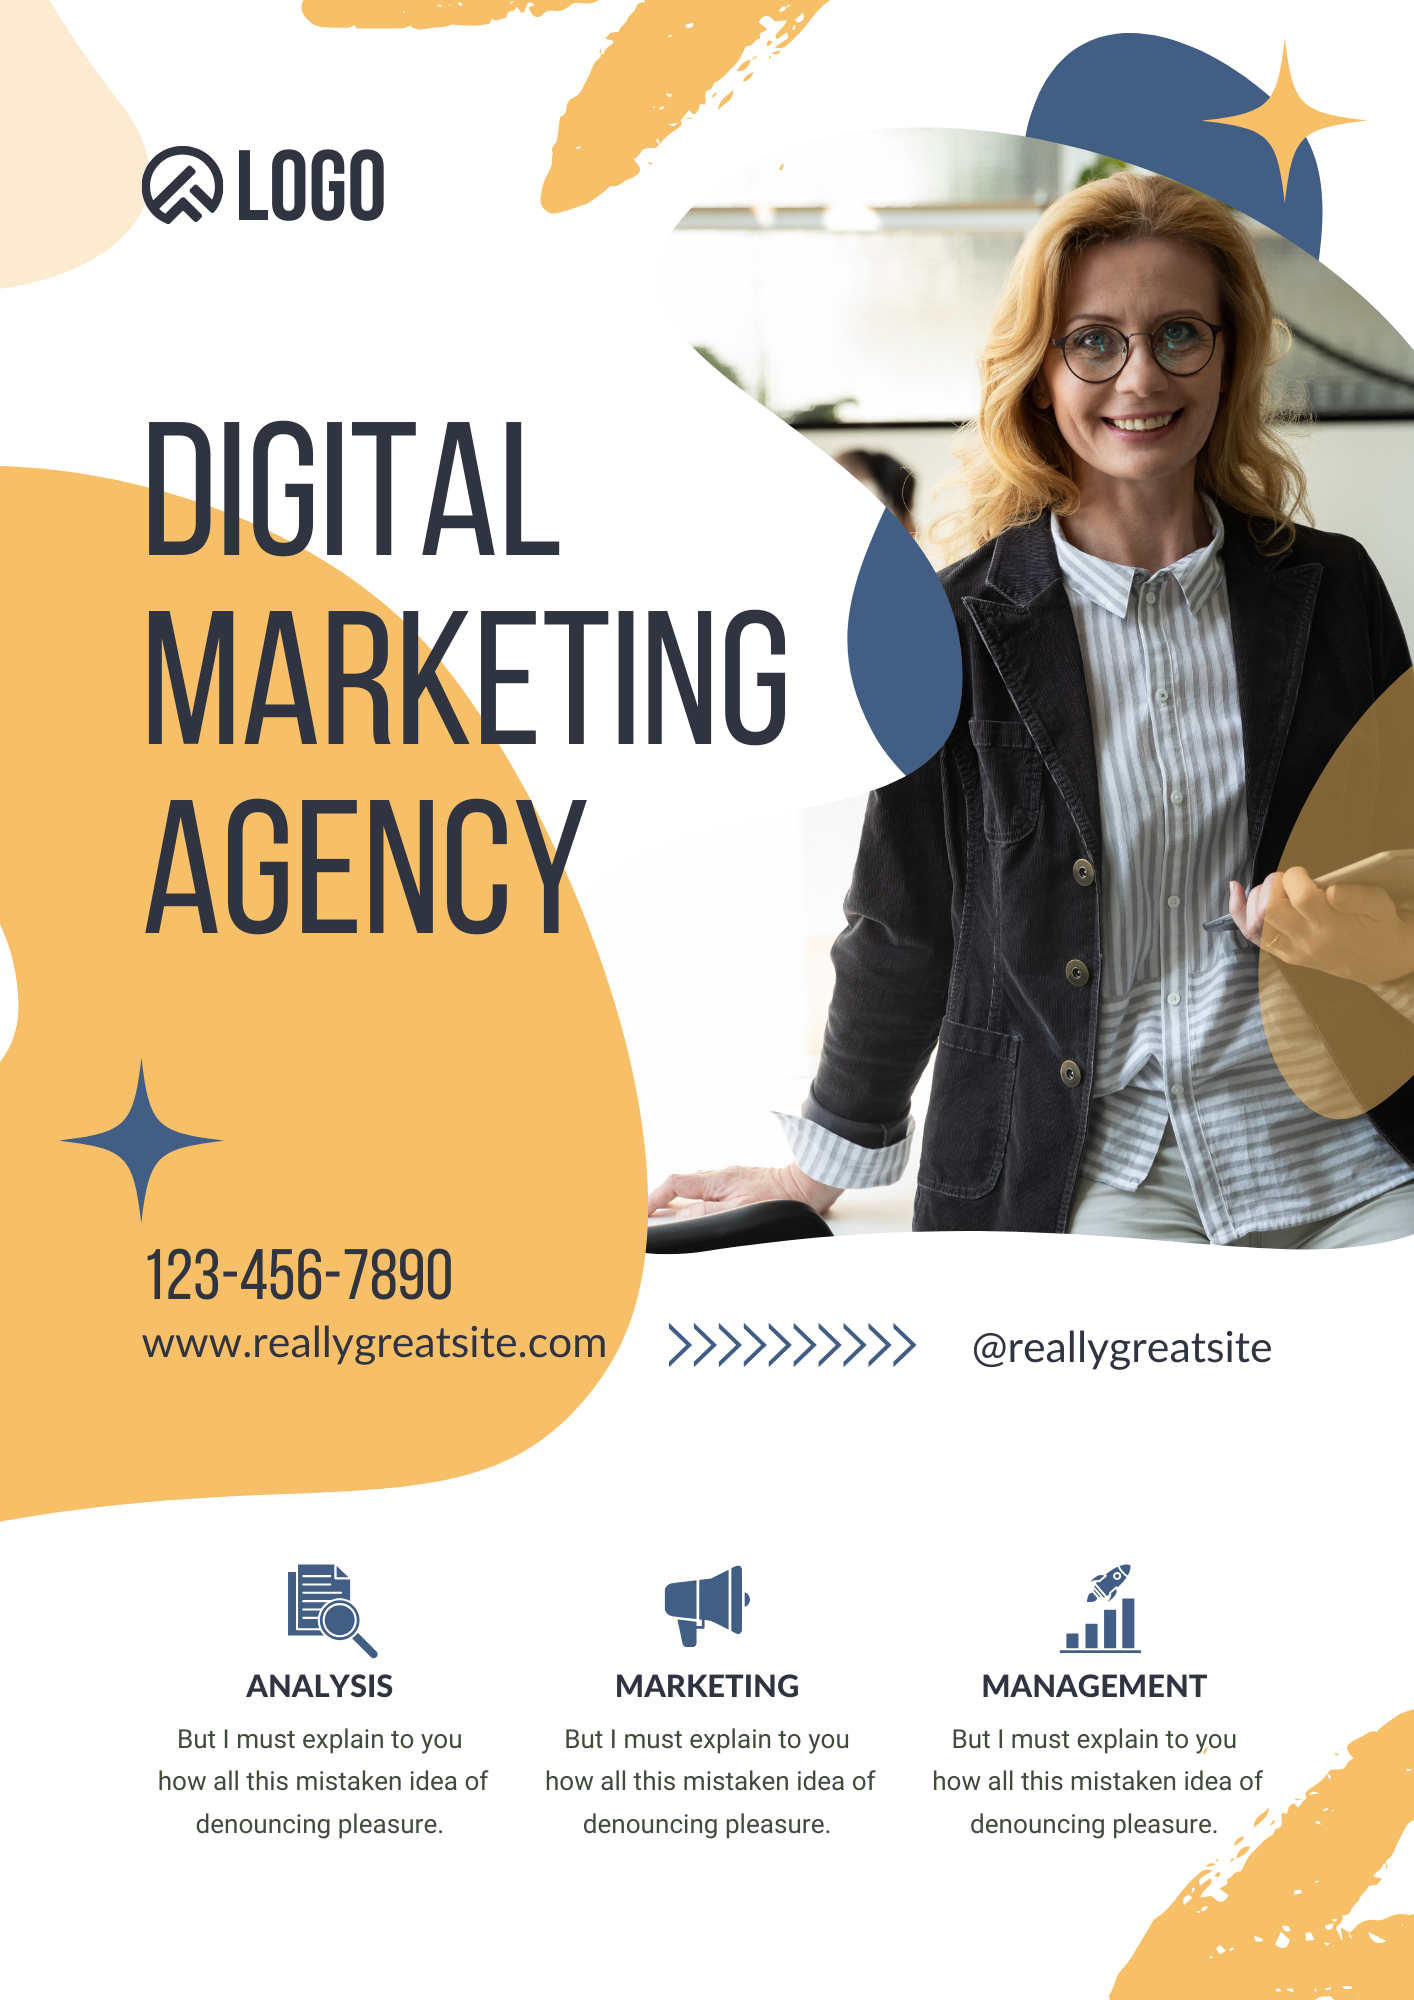 LOGO
DIGITAL
MARKETING
AGENCY
123-456-7890
www.reallygreatsite.com
@reallygreatsite
ANALYSIS
But I must explain to you
how all this mistaken idea of
denouncing pleasure.
MARKETING
But I must explain to you
how all this mistaken idea of
denouncing pleasure.
MANAGEMENT
But I must explain to you
how all this mistaken idea of
denouncing pleasure.